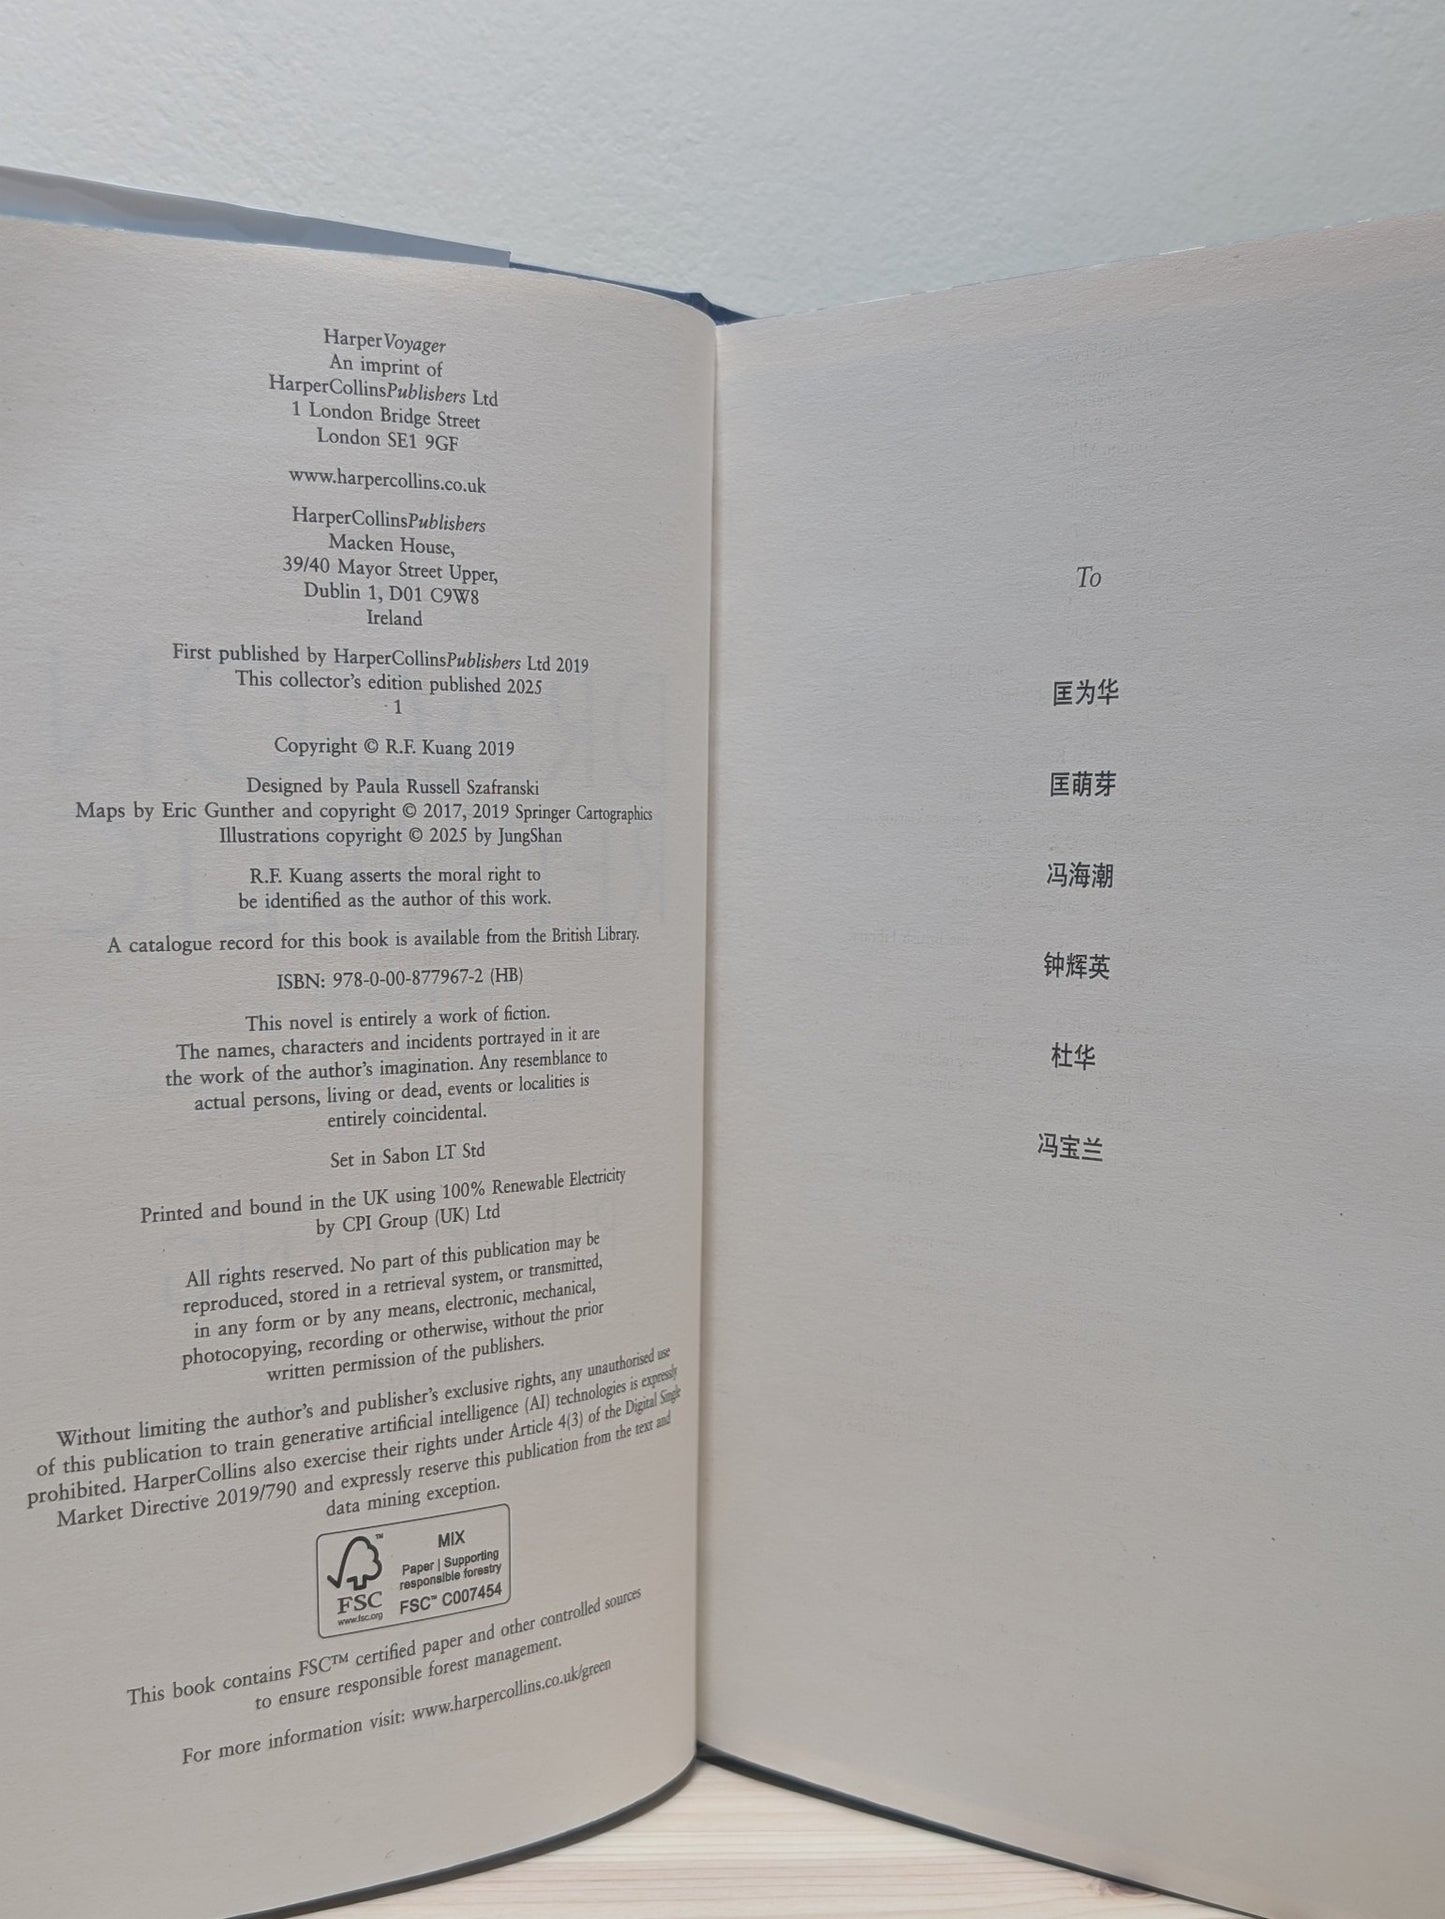 HarperVoyager
An imprint of
HarperCollinsPublishers Ltd
1 London Bridge Street
London SE1 9GF
www.harpercollins.co.uk
HarperCollinsPublishers
Macken House,
39/40 Mayor Street Upper,
Dublin 1, D01 C9W8
Ireland
First published by HarperCollinsPublishers Ltd 2019
This collector's edition published 2025
1
Copyright © R.F. Kuang 2019
Designed by Paula Russell Szafranski
Maps by Eric Gunther and copyright © 2017, 2019 Springer Cartographics
Illustrations copyright © 2025 by JungShan
R.F. Kuang asserts the moral right to
be identified as the author of this work.
A catalogue record for this book is available from the British Library.
ISBN: 978-0-00-877967-2 (HB)
This novel is entirely a work of fiction.
The names, characters and incidents portrayed in it are
the work of the author's imagination. Any resemblance to
actual persons, living or dead, events or localities is
entirely coincidental.
Set in Sabon LT Std
Printed and bound in the UK using 100% Renewable Electricity
by CPI Group (UK) Ltd
All rights reserved. No part of this publication may be
reproduced, stored in a retrieval system, or transmitted,
in any form or by any means, electronic, mechanical,
photocopying, recording or otherwise, without the prior
written permission of the publishers.
Without limiting the author's and publisher's exclusive rights, any unauthorised use
of this publication to train generative artificial intelligence (AI) technologies is expressly
prohibited. HarperCollins also exercise their rights under Article 4(3) of the Digital Single
Market Directive 2019/790 and expressly reserve this publication from the text and
data mining exception.
FSC
www.fsc.org
MIX
Paper | Supporting
responsible forestry
FSC™ C007454
This book contains FSC™ certified paper and other controlled sources
to ensure responsible forest management.
For more information visit: www.harpercollins.co.uk/green
To
匡为华
匡萌芽
冯海潮
钟辉英
杜华
冯宝兰